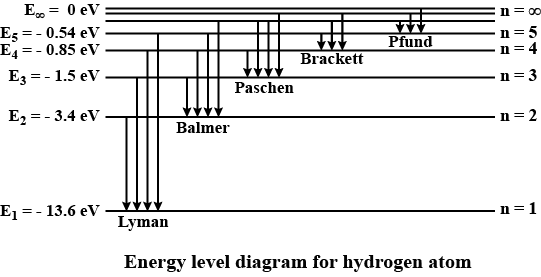 E∞ = 0 eV n = ∞
E5 = - 0.54 eV n = 5
Pfund
E4 = - 0.85 eV n = 4
Brackett
E3 = - 1.5 eV n = 3
Paschen
E2 = - 3.4 eV n = 2
Balmer
E1 = - 13.6 eV n = 1
Lyman
Energy level diagram for hydrogen atom